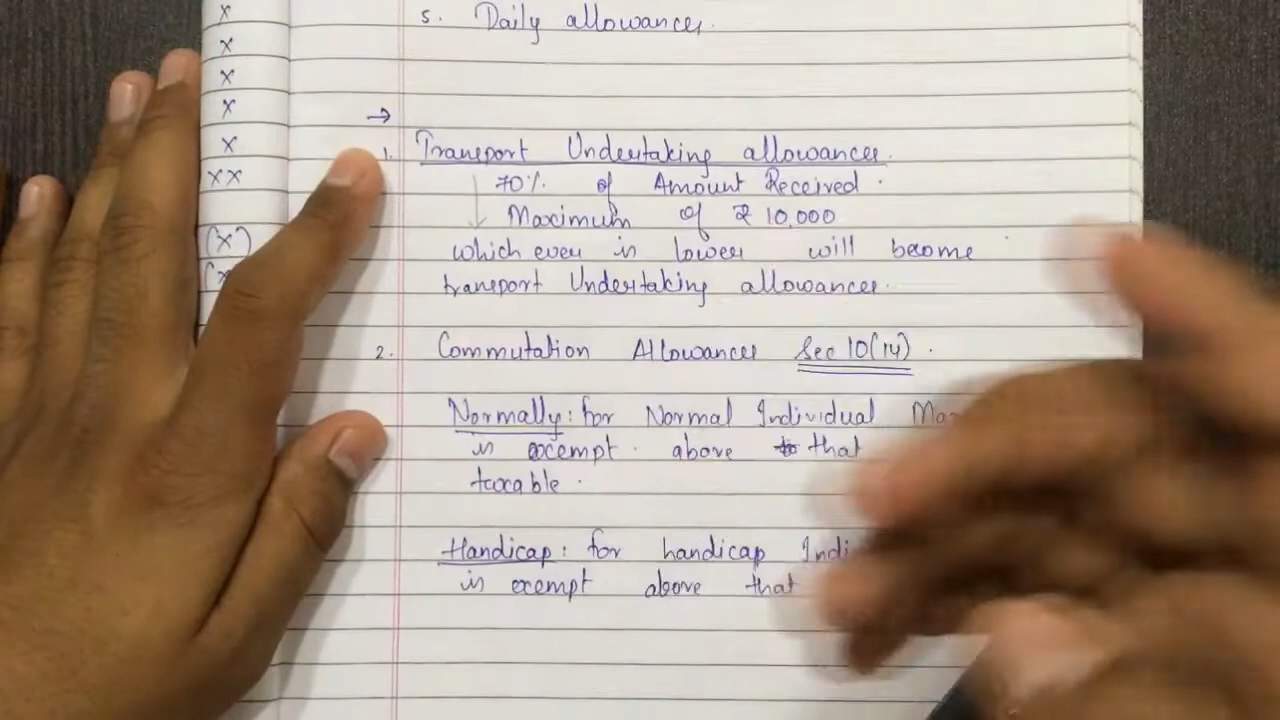 x
5. Daily allowances.
x
x
x
→
x
1. Transport Undertaking allowances.
xx
70% of Amount Received.
Maximum of ₹ 10,000
(x)
which ever is lower will become
transport Undertaking allowances.
2. Commutation Allowances Sec 10(14).
Normally: for Normal Individual
is exempt. above that
taxable.
Handicap: for handicap
is exempt above that